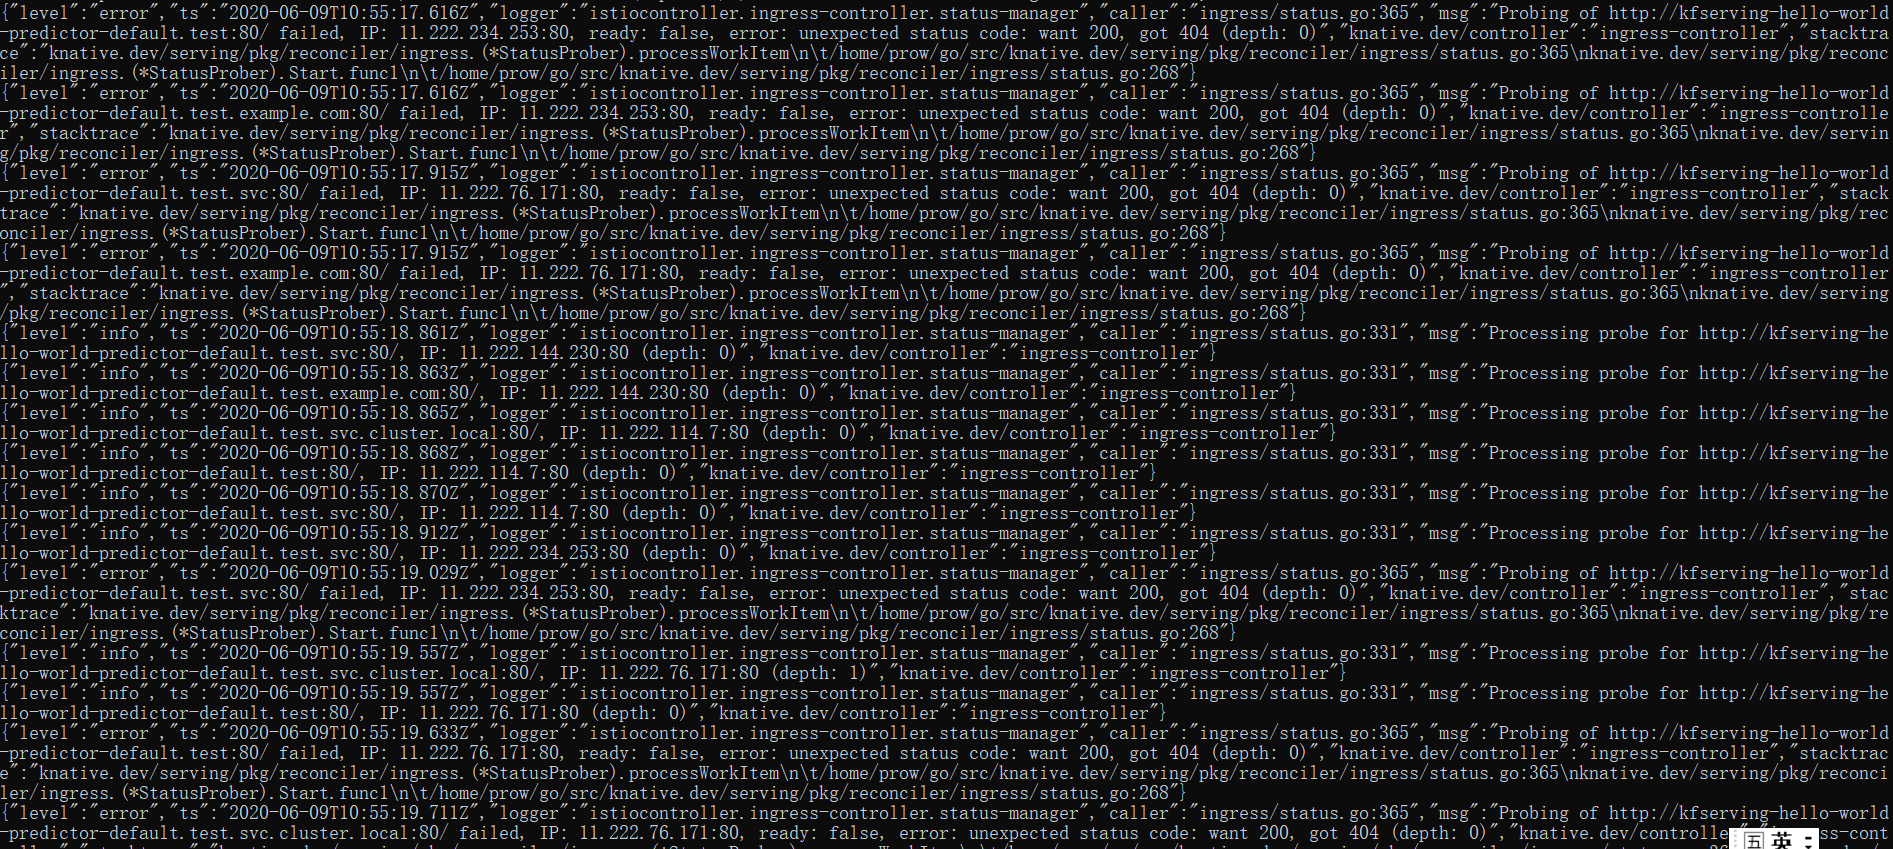 {"level":"error","ts":"2020-06-09T10:55:17.616Z","logger":"istiocontroller.ingress-controller.status-manager","caller":"ingress/status.go:365","msg":"Probing of http://kfserving-hello-world
-predictor-default.test:80/ failed, IP: 11.222.234.253:80, ready: false, error: unexpected status code: want 200, got 404 (depth: 0)","knative.dev/controller":"ingress-controller","stacktra
ce":"knative.dev/serving/pkg/reconciler/ingress.(*StatusProber).processWorkItem\n\t/home/prow/go/src/knative.dev/serving/pkg/reconciler/ingress/status.go:365\nknative.dev/serving/pkg/reconc
iler/ingress.(*StatusProber).Start.func1\n\t/home/prow/go/src/knative.dev/serving/pkg/reconciler/ingress/status.go:268"}
{"level":"error","ts":"2020-06-09T10:55:17.616Z","logger":"istiocontroller.ingress-controller.status-manager","caller":"ingress/status.go:365","msg":"Probing of http://kfserving-hello-world
-predictor-default.test.example.com:80/ failed, IP: 11.222.234.253:80, ready: false, error: unexpected status code: want 200, got 404 (depth: 0)","knative.dev/controller":"ingress-controlle
r","stacktrace":"knative.dev/serving/pkg/reconciler/ingress.(*StatusProber).processWorkItem\n\t/home/prow/go/src/knative.dev/serving/pkg/reconciler/ingress/status.go:365\nknative.dev/servin
g/pkg/reconciler/ingress.(*StatusProber).Start.func1\n\t/home/prow/go/src/knative.dev/serving/pkg/reconciler/ingress/status.go:268"}
{"level":"error","ts":"2020-06-09T10:55:17.915Z","logger":"istiocontroller.ingress-controller.status-manager","caller":"ingress/status.go:365","msg":"Probing of http://kfserving-hello-world
-predictor-default.test.svc:80/ failed, IP: 11.222.76.171:80, ready: false, error: unexpected status code: want 200, got 404 (depth: 0)","knative.dev/controller":"ingress-controller","stack
trace":"knative.dev/serving/pkg/reconciler/ingress.(*StatusProber).processWorkItem\n\t/home/prow/go/src/knative.dev/serving/pkg/reconciler/ingress/status.go:365\nknative.dev/serving/pkg/rec
onciler/ingress.(*StatusProber).Start.func1\n\t/home/prow/go/src/knative.dev/serving/pkg/reconciler/ingress/status.go:268"}
{"level":"error","ts":"2020-06-09T10:55:17.915Z","logger":"istiocontroller.ingress-controller.status-manager","caller":"ingress/status.go:365","msg":"Probing of http://kfserving-hello-world
-predictor-default.test.example.com:80/ failed, IP: 11.222.76.171:80, ready: false, error: unexpected status code: want 200, got 404 (depth: 0)","knative.dev/controller":"ingress-controller
","stacktrace":"knative.dev/serving/pkg/reconciler/ingress.(*StatusProber).processWorkItem\n\t/home/prow/go/src/knative.dev/serving/pkg/reconciler/ingress/status.go:365\nknative.dev/serving
/pkg/reconciler/ingress.(*StatusProber).Start.func1\n\t/home/prow/go/src/knative.dev/serving/pkg/reconciler/ingress/status.go:268"}
{"level":"info","ts":"2020-06-09T10:55:18.861Z","logger":"istiocontroller.ingress-controller.status-manager","caller":"ingress/status.go:331","msg":"Processing probe for http://kfserving-he
llo-world-predictor-default.test.svc:80/, IP: 11.222.144.230:80 (depth: 0)","knative.dev/controller":"ingress-controller"}
{"level":"info","ts":"2020-06-09T10:55:18.863Z","logger":"istiocontroller.ingress-controller.status-manager","caller":"ingress/status.go:331","msg":"Processing probe for http://kfserving-he
llo-world-predictor-default.test.example.com:80/, IP: 11.222.144.230:80 (depth: 0)","knative.dev/controller":"ingress-controller"}
{"level":"info","ts":"2020-06-09T10:55:18.865Z","logger":"istiocontroller.ingress-controller.status-manager","caller":"ingress/status.go:331","msg":"Processing probe for http://kfserving-he
llo-world-predictor-default.test.svc.cluster.local:80/, IP: 11.222.114.7:80 (depth: 0)","knative.dev/controller":"ingress-controller"}
{"level":"info","ts":"2020-06-09T10:55:18.868Z","logger":"istiocontroller.ingress-controller.status-manager","caller":"ingress/status.go:331","msg":"Processing probe for http://kfserving-he
llo-world-predictor-default.test:80/, IP: 11.222.114.7:80 (depth: 0)","knative.dev/controller":"ingress-controller"}
{"level":"info","ts":"2020-06-09T10:55:18.870Z","logger":"istiocontroller.ingress-controller.status-manager","caller":"ingress/status.go:331","msg":"Processing probe for http://kfserving-he
llo-world-predictor-default.test.svc:80/, IP: 11.222.114.7:80 (depth: 0)","knative.dev/controller":"ingress-controller"}
{"level":"info","ts":"2020-06-09T10:55:18.912Z","logger":"istiocontroller.ingress-controller.status-manager","caller":"ingress/status.go:331","msg":"Processing probe for http://kfserving-he
llo-world-predictor-default.test.svc:80/, IP: 11.222.234.253:80 (depth: 0)","knative.dev/controller":"ingress-controller"}
{"level":"error","ts":"2020-06-09T10:55:19.029Z","logger":"istiocontroller.ingress-controller.status-manager","caller":"ingress/status.go:365","msg":"Probing of http://kfserving-hello-world
-predictor-default.test.svc:80/ failed, IP: 11.222.234.253:80, ready: false, error: unexpected status code: want 200, got 404 (depth: 0)","knative.dev/controller":"ingress-controller","stac
ktrace":"knative.dev/serving/pkg/reconciler/ingress.(*StatusProber).processWorkItem\n\t/home/prow/go/src/knative.dev/serving/pkg/reconciler/ingress/status.go:365\nknative.dev/serving/pkg/re
conciler/ingress.(*StatusProber).Start.func1\n\t/home/prow/go/src/knative.dev/serving/pkg/reconciler/ingress/status.go:268"}
{"level":"info","ts":"2020-06-09T10:55:19.557Z","logger":"istiocontroller.ingress-controller.status-manager","caller":"ingress/status.go:331","msg":"Processing probe for http://kfserving-he
llo-world-predictor-default.test.svc.cluster.local:80/, IP: 11.222.76.171:80 (depth: 1)","knative.dev/controller":"ingress-controller"}
{"level":"info","ts":"2020-06-09T10:55:19.557Z","logger":"istiocontroller.ingress-controller.status-manager","caller":"ingress/status.go:331","msg":"Processing probe for http://kfserving-he
llo-world-predictor-default.test:80/, IP: 11.222.76.171:80 (depth: 0)","knative.dev/controller":"ingress-controller"}
{"level":"error","ts":"2020-06-09T10:55:19.633Z","logger":"istiocontroller.ingress-controller.status-manager","caller":"ingress/status.go:365","msg":"Probing of http://kfserving-hello-world
-predictor-default.test:80/ failed, IP: 11.222.76.171:80, ready: false, error: unexpected status code: want 200, got 404 (depth: 0)","knative.dev/controller":"ingress-controller","stacktrac
e":"knative.dev/serving/pkg/reconciler/ingress.(*StatusProber).processWorkItem\n\t/home/prow/go/src/knative.dev/serving/pkg/reconciler/ingress/status.go:365\nknative.dev/serving/pkg/reconci
ler/ingress.(*StatusProber).Start.func1\n\t/home/prow/go/src/knative.dev/serving/pkg/reconciler/ingress/status.go:268"}
{"level":"error","ts":"2020-06-09T10:55:19.711Z","logger":"istiocontroller.ingress-controller.status-manager","caller":"ingress/status.go:365","msg":"Probing of http://kfserving-hello-world
-predictor-default.test.svc.cluster.local:80/ failed, IP: 11.222.76.171:80, ready: false, error: unexpected status code: want 200, got 404 (depth: 0)","knative.dev/controlle ss-cont
五 英